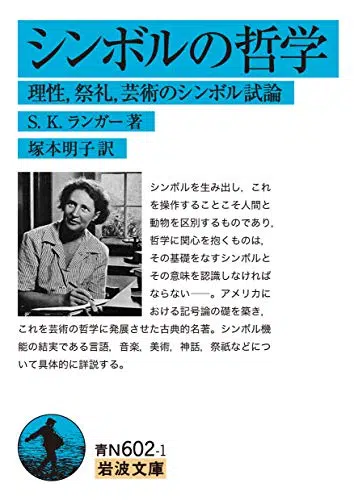 シンボルの哲学
理性，祭礼，芸術のシンボル試論
S. K. ランガー 著
塚本明子 訳
シンボルを生み出し，これ
を操作することこそ人間と
動物を区別するものであり，
哲学に関心を抱くものは，
その基礎をなすシンボルと
その意味を認識しなければ
ならない――。アメリカに
おける記号論の礎を築き，
これを芸術の哲学に発展させた古典的名著。シンボル機
能の結実である言語，音楽，美術，神話，祭祇などにつ
いて具体的に詳説する。
青N602-1
岩波文庫